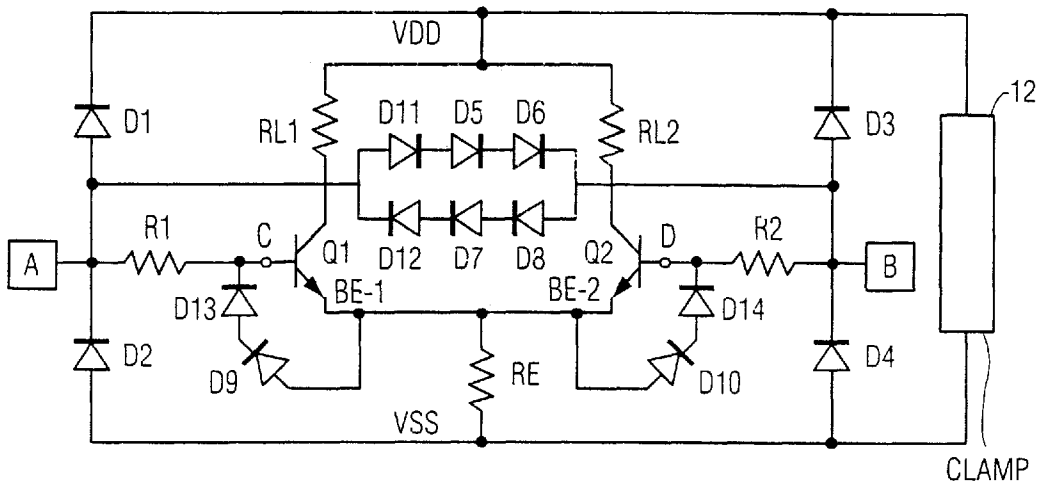 VDD
12
D1
RL1
D11 D5 D6
RL2
D3
A
R1
C
Q1
D12 D7 D8
Q2
D
R2
B
BE-1
BE-2
D13
D14
D2
D9
RE
D10
D4
VSS
CLAMP